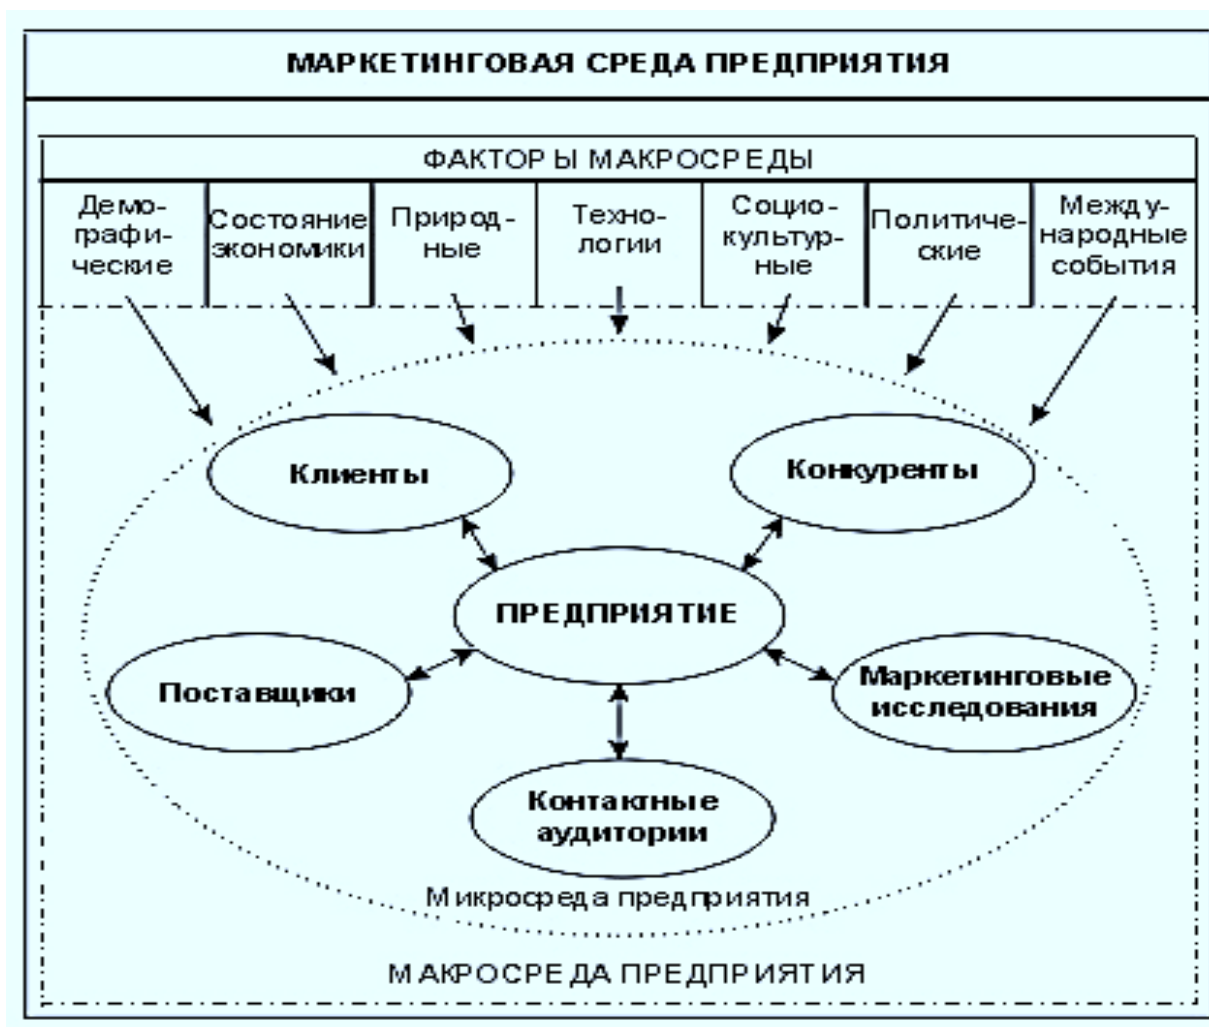 МАРКЕТИНГОВАЯ СРЕДА ПРЕДПРИЯТИЯ
ФАКТОРЫ МАКРОСРЕДЫ
Демо-
графи-
ческие
Состояние
экономики
Природ-
ные
Техно-
логии
Социо-
культур-
ные
Политиче-
ские
Между-
народные
события
Клиенты
Конкуренты
ПРЕДПРИЯТИЕ
Поставщики
Маркетинговые
исследования
Контактные
аудитории
Микросреда предприятия
МАКРОСРЕДА ПРЕДПРИЯТИЯ